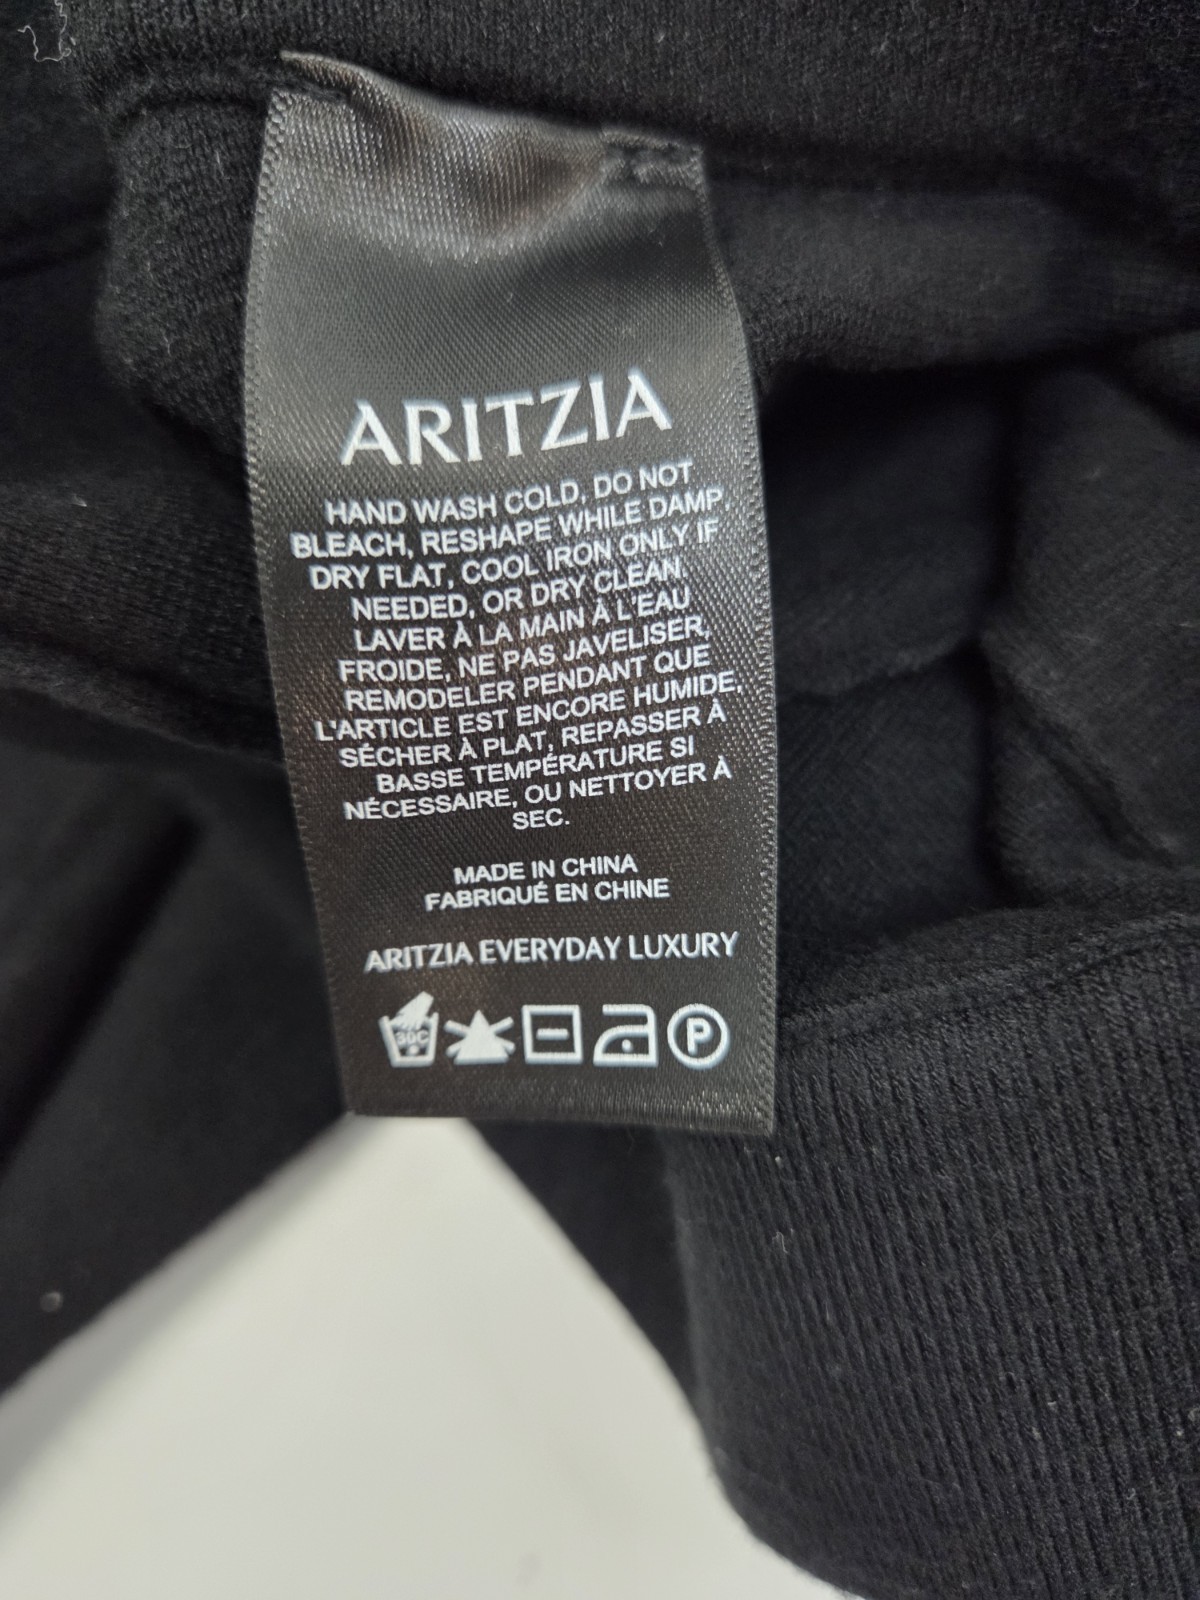 ARITZIA
HAND WASH COLD, DO NOT
BLEACH, RESHAPE WHILE DAMP,
DRY FLAT, COOL IRON ONLY IF
NEEDED, OR DRY CLEAN.
LAVER À LA MAIN À L'EAU
FROIDE, NE PAS JAVELISER,
REMODELER PENDANT QUE
L'ARTICLE EST ENCORE HUMIDE,
SÉCHER À PLAT, REPASSER À
BASSE TEMPÉRATURE SI
NÉCESSAIRE, OU NETTOYER À
SEC.
MADE IN CHINA
FABRIQUÉ EN CHINE
ARITZIA EVERYDAY LUXURY
30C P